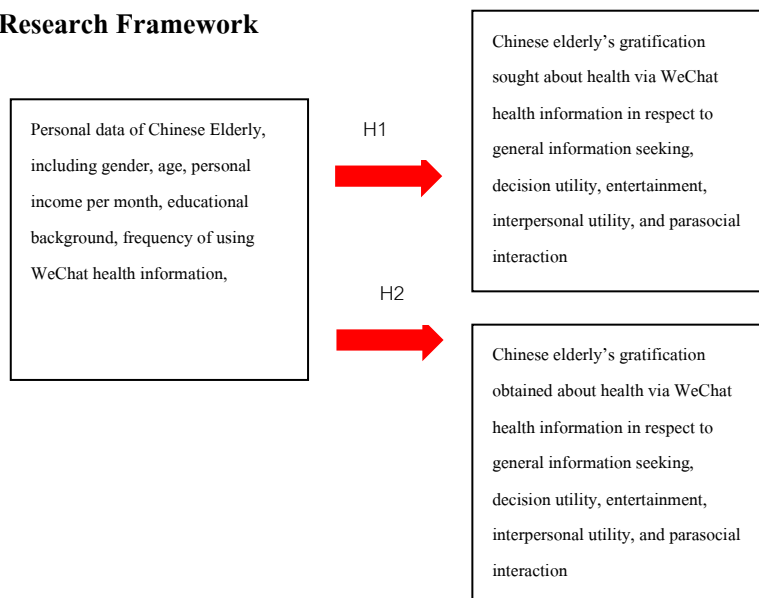 Research Framework
Personal data of Chinese Elderly,
including gender, age, personal
income per month, educational
background, frequency of using
WeChat health information,
H1
H2
Chinese elderly’s gratification
sought about health via WeChat
health information in respect to
general information seeking,
decision utility, entertainment,
interpersonal utility, and parasocial
interaction
Chinese elderly’s gratification
obtained about health via WeChat
health information in respect to
general information seeking,
decision utility, entertainment,
interpersonal utility, and parasocial
interaction